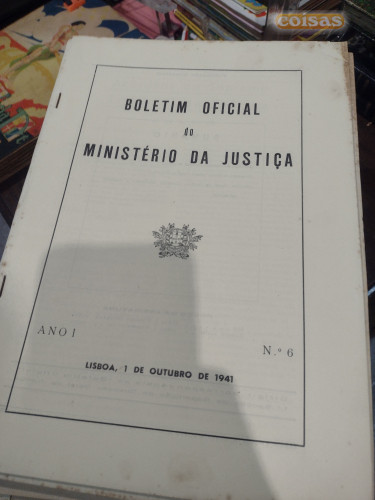 coisas
BOLETIM OFICIAL
do
MINISTÉRIO DA JUSTIÇA
ANO I
N.º 6
LISBOA, 1 DE OUTUBRO DE 1941